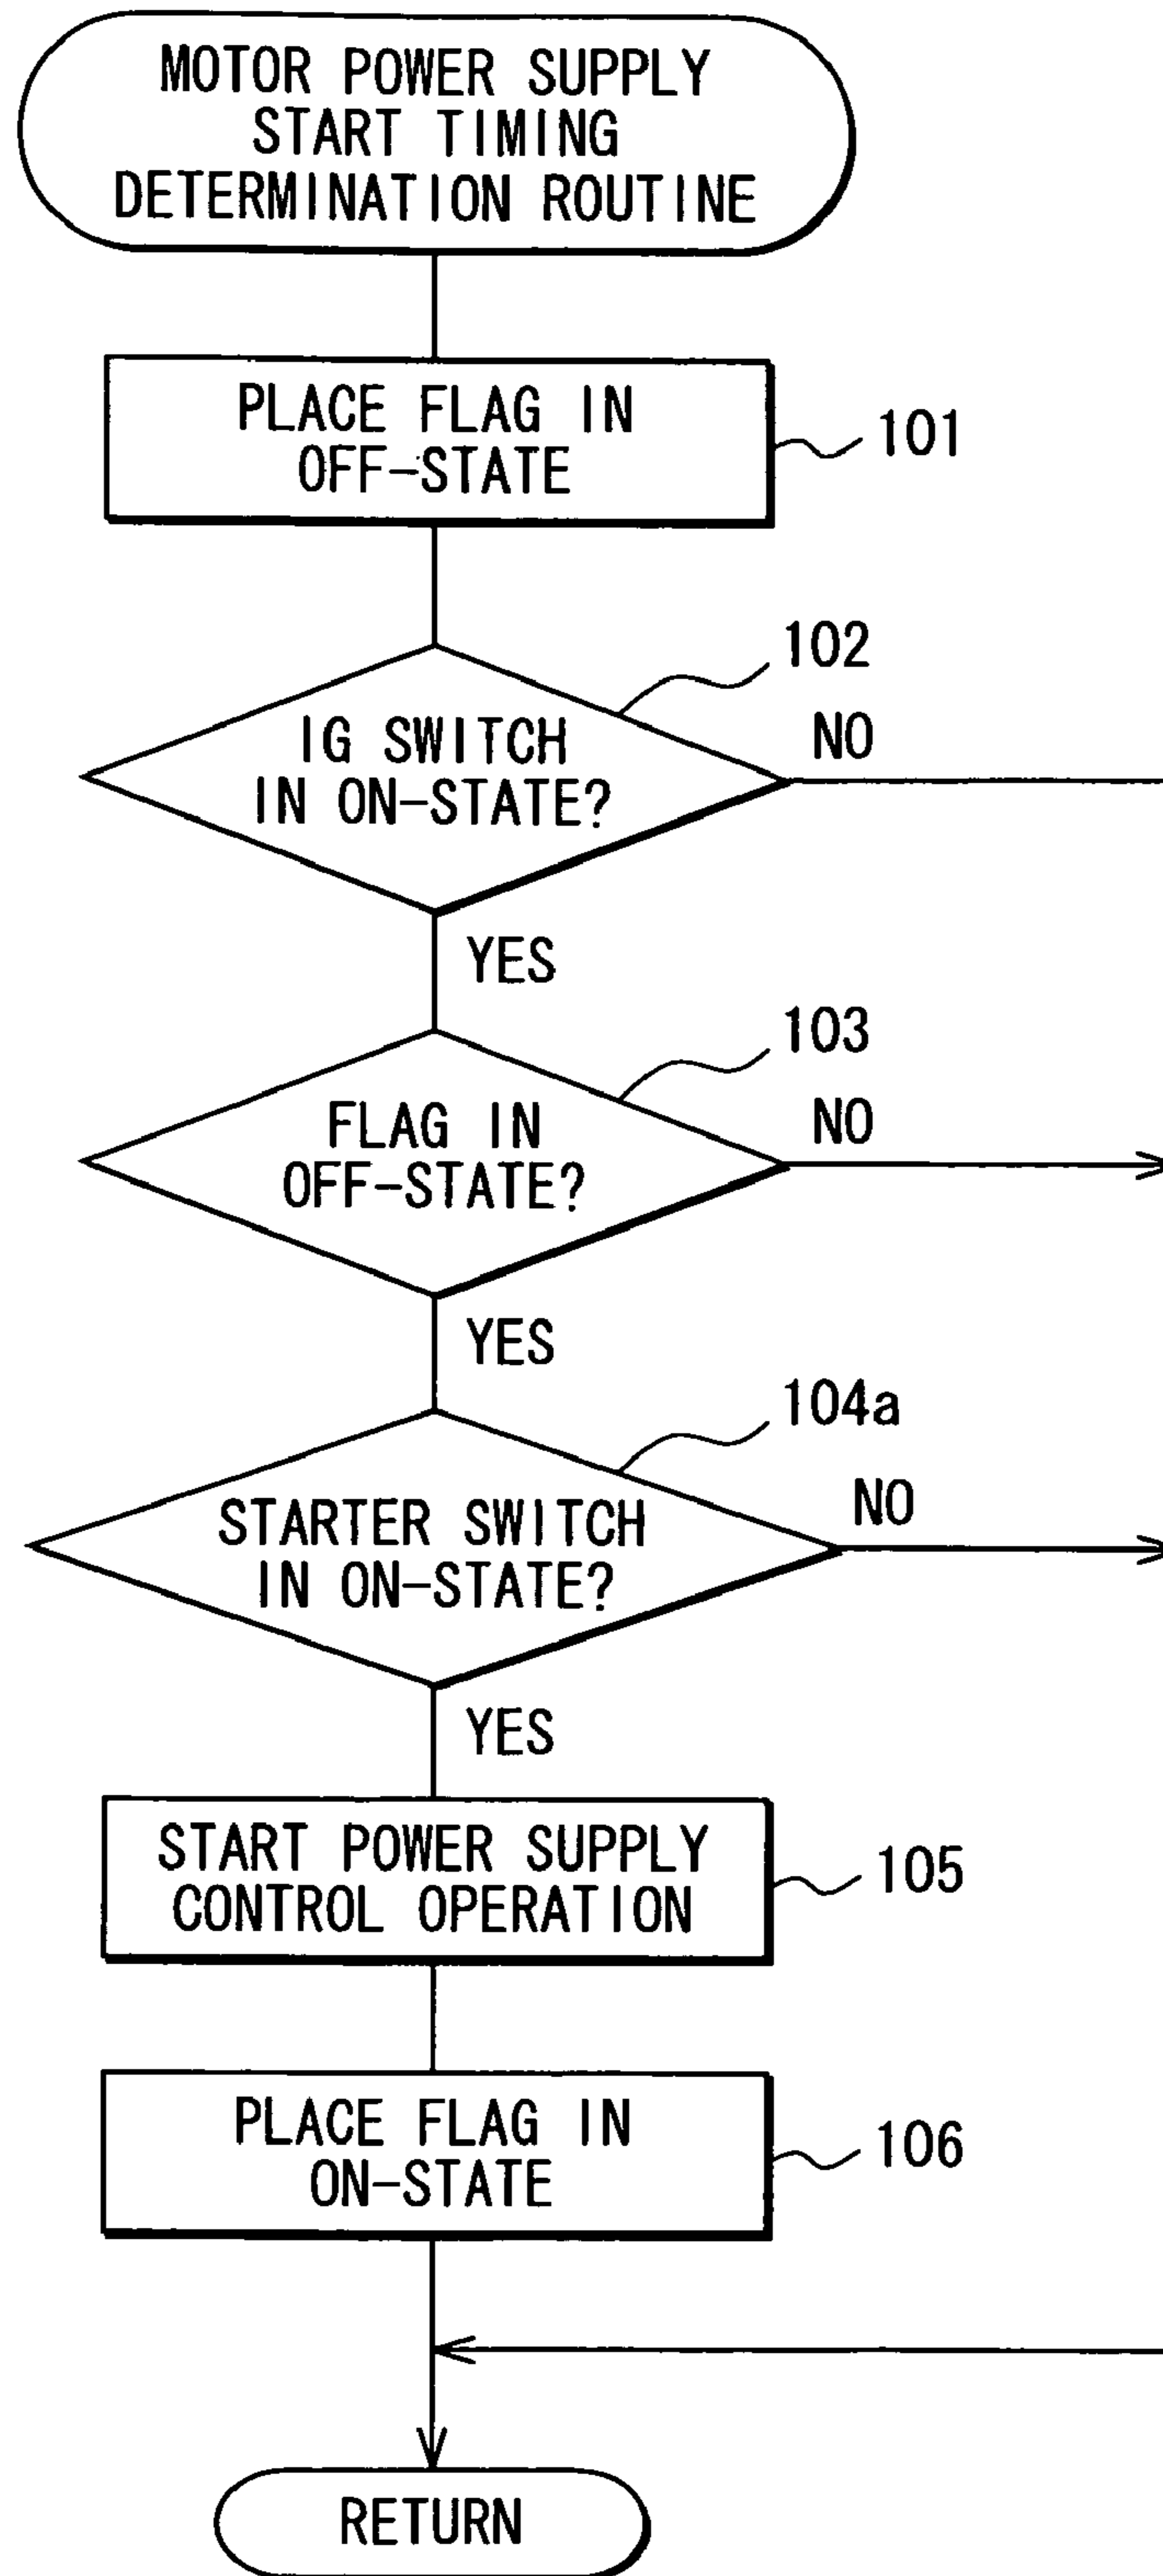 MOTOR POWER SUPPLY
START TIMING
DETERMINATION ROUTINE
PLACE FLAG IN
OFF-STATE
101
102
IG SWITCH
IN ON-STATE?
NO
YES
103
FLAG IN
OFF-STATE?
NO
YES
104a
STARTER SWITCH
IN ON-STATE?
NO
YES
START POWER SUPPLY
CONTROL OPERATION
105
PLACE FLAG IN
ON-STATE
106
RETURN